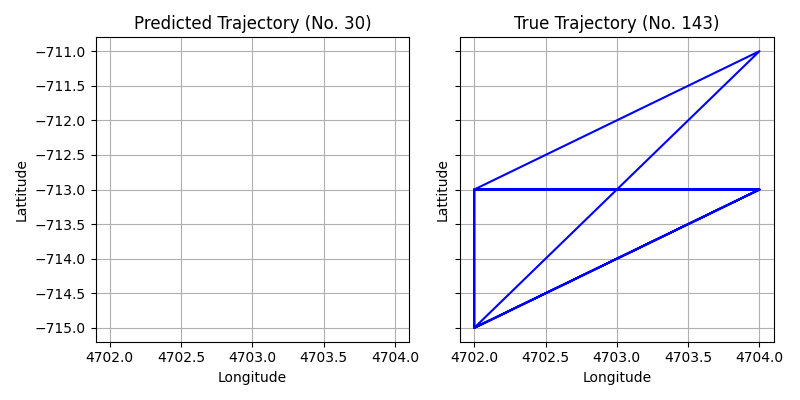 Predicted Trajectory (No. 30)
True Trajectory (No. 143)
Lattitude
−711.0
−711.5
−712.0
−712.5
−713.0
−713.5
−714.0
−714.5
−715.0
4702.0 4702.5 4703.0 4703.5 4704.0
Longitude
Lattitude
4702.0 4702.5 4703.0 4703.5 4704.0
Longitude